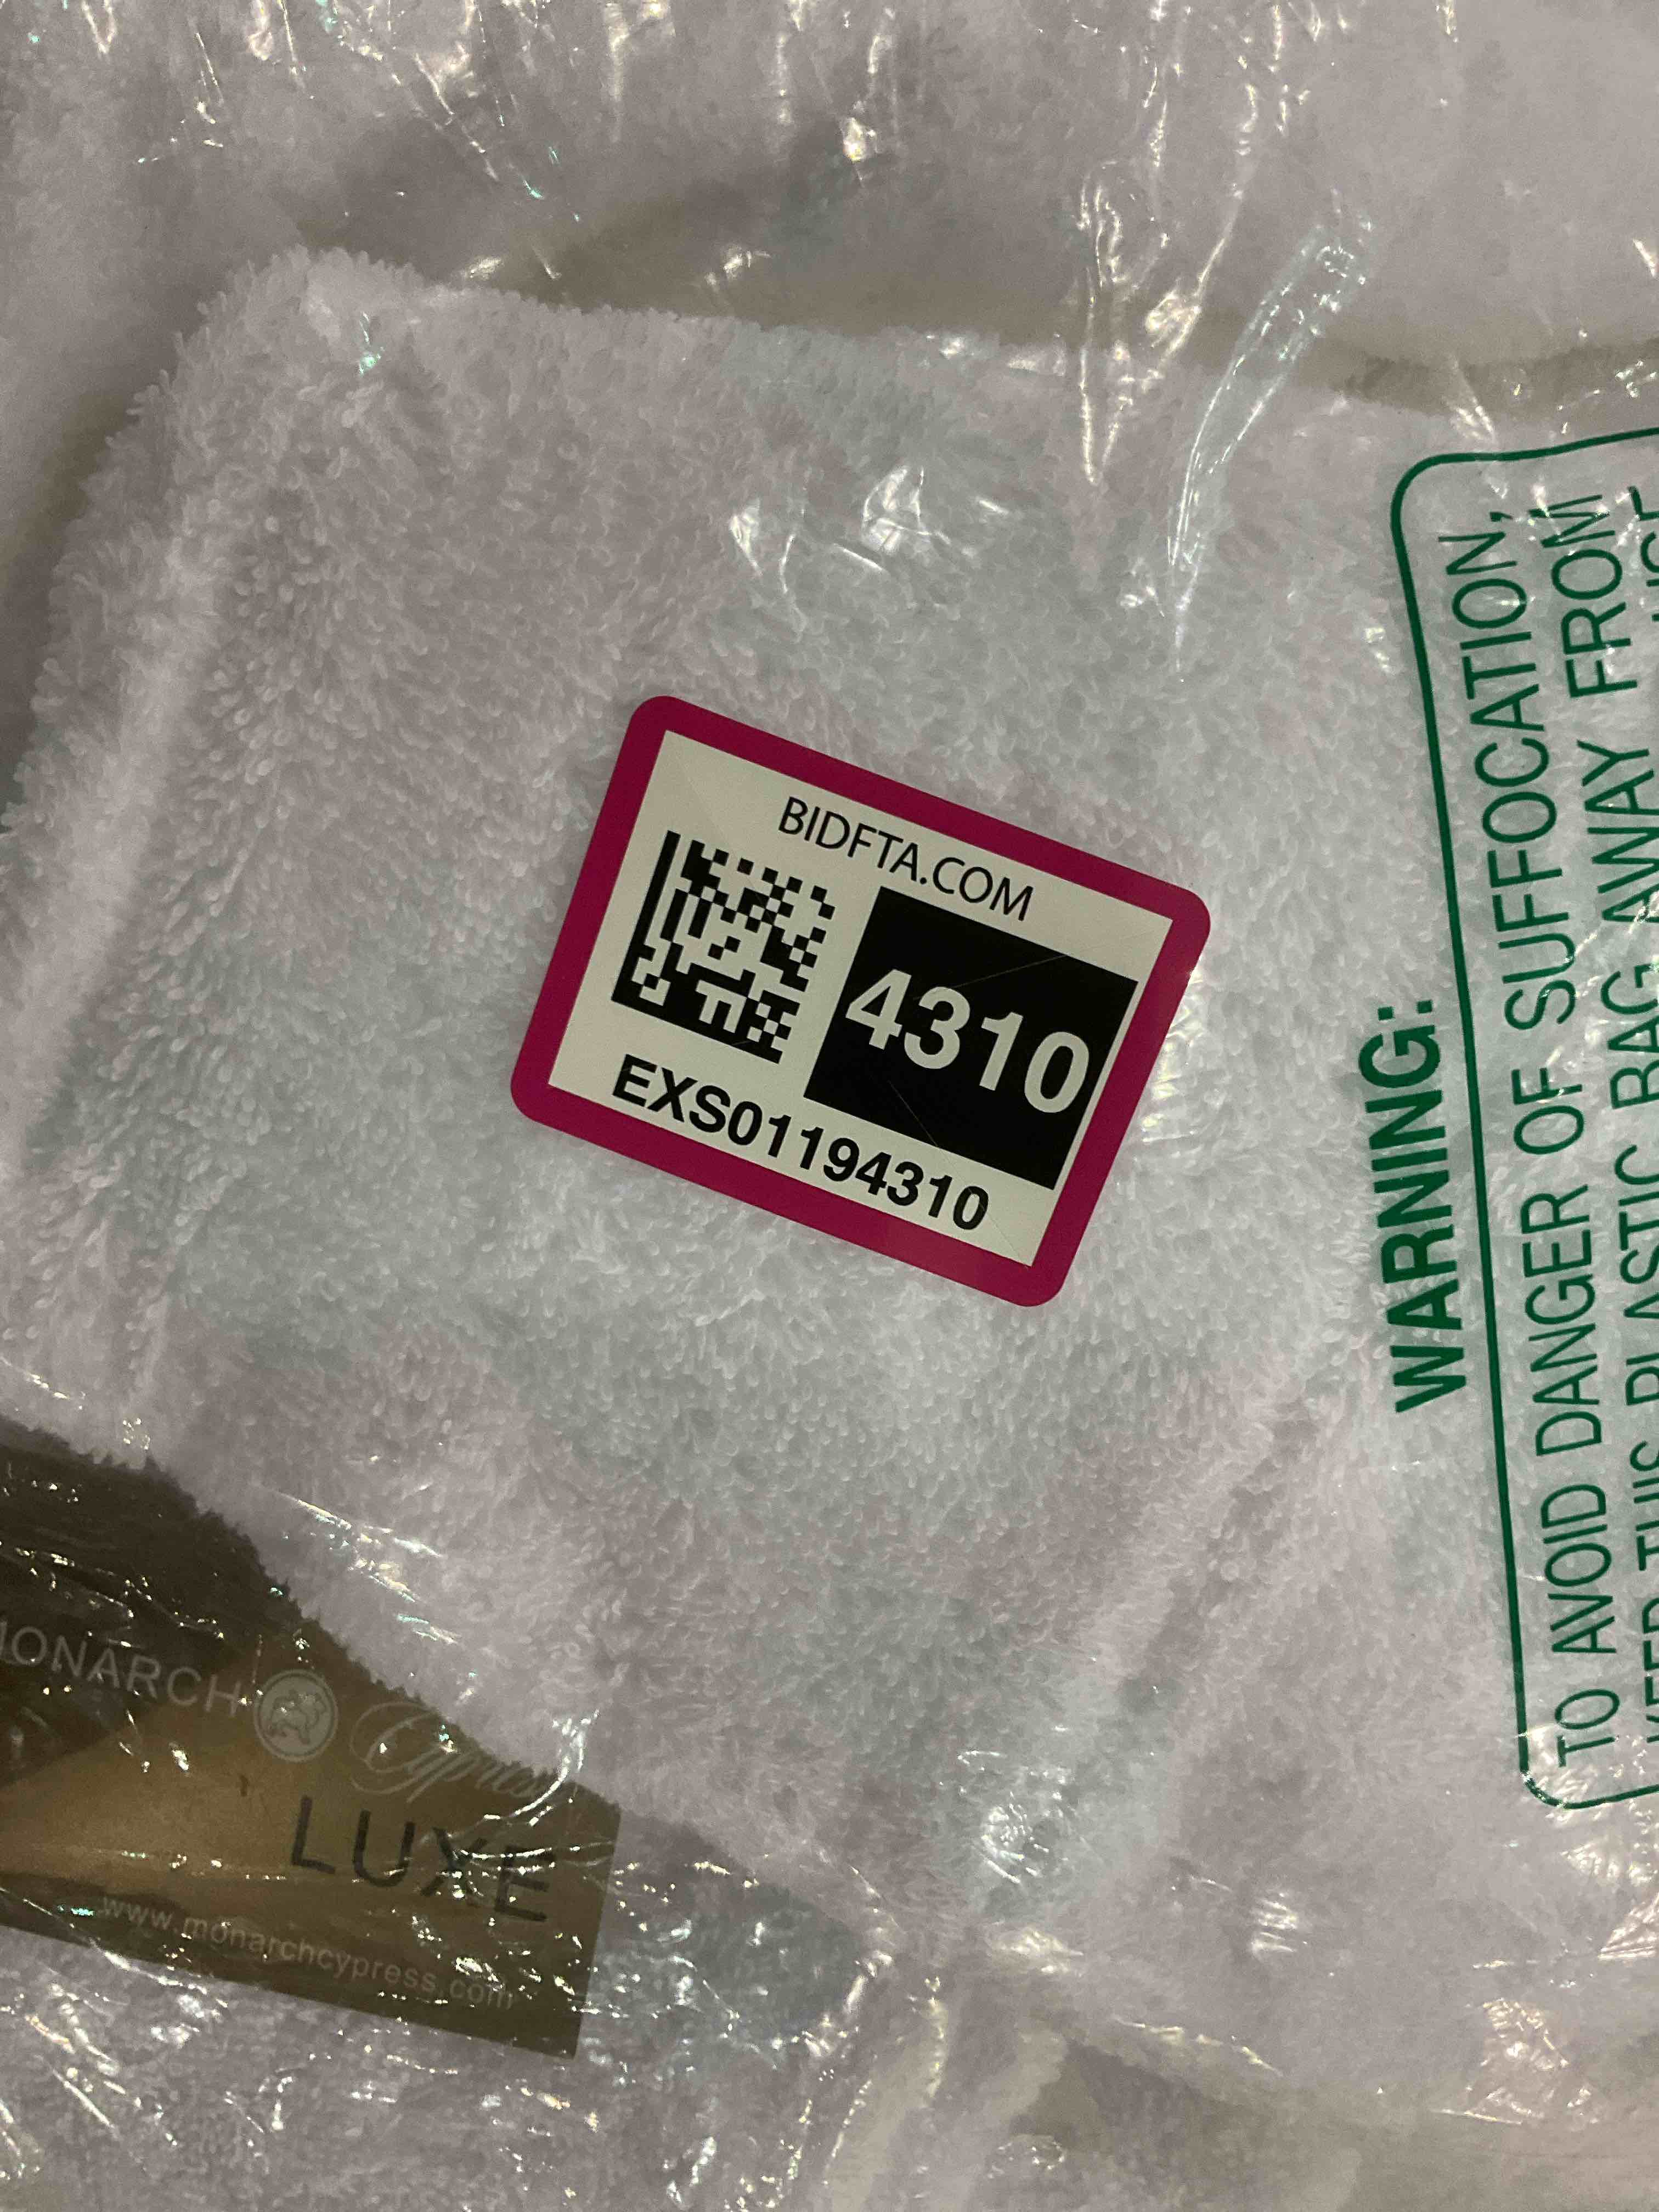 BIDFTA.COM
4310
EXS01194310
WARNING:
TO AVOID DANGER OF SUFFOCATION,
KEEP THIS PLASTIC BAG AWAY FROM
MONARCH Cypress
LUXE
www.monarchcypress.com